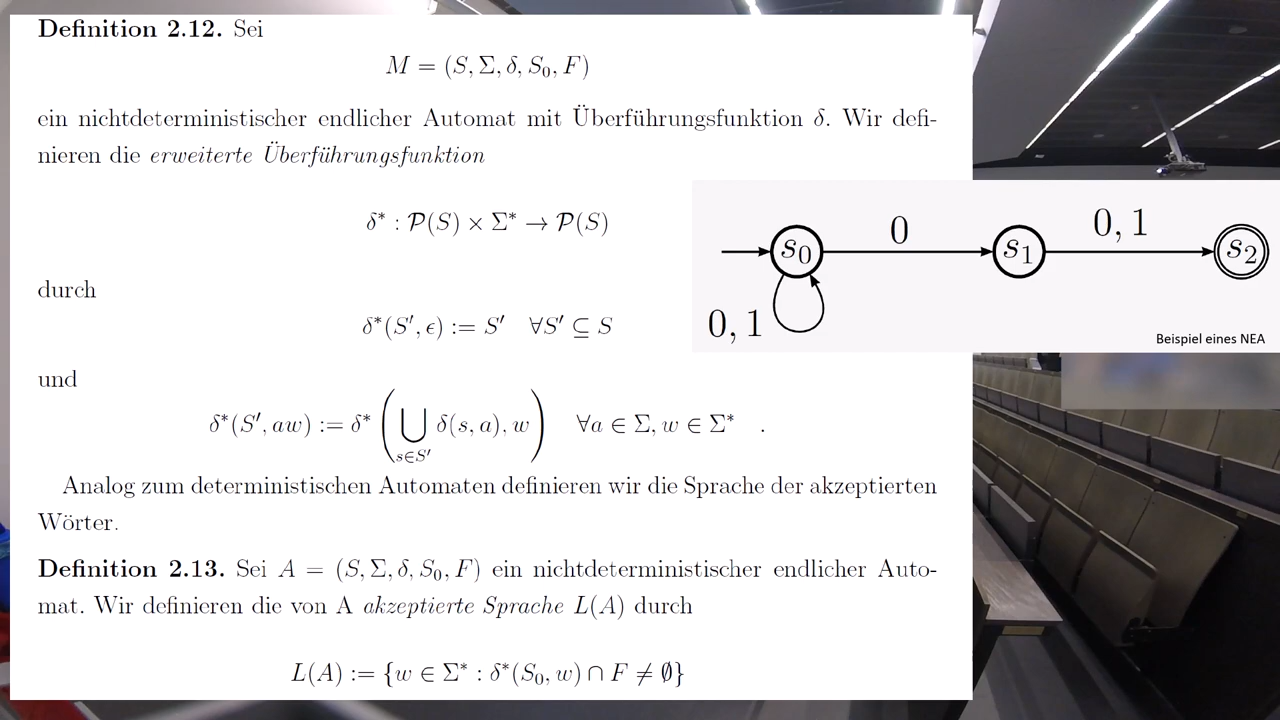 Definition 2.12. Sei
M = (S, Σ, δ, S₀, F)
ein nichtdeterministischer endlicher Automat mit Überführungsfunktion δ. Wir defi-
nieren die erweiterte Überführungsfunktion
δ* : 𝒫(S) × Σ* → 𝒫(S)
durch
δ*(S′, ϵ) := S′ ∀S′ ⊆ S
und
δ*(S′, aw) := δ* (⋃_{s∈S′} δ(s, a), w) ∀a ∈ Σ, w ∈ Σ* .
Analog zum deterministischen Automaten definieren wir die Sprache der akzeptierten
Wörter.
Definition 2.13. Sei A = (S, Σ, δ, S₀, F) ein nichtdeterministischer endlicher Auto-
mat. Wir definieren die von A akzeptierte Sprache L(A) durch
L(A) := {w ∈ Σ* : δ*(S₀, w) ∩ F ≠ ∅}
s₀ 0 s₁ 0, 1 s₂
0, 1
Beispiel eines NEA